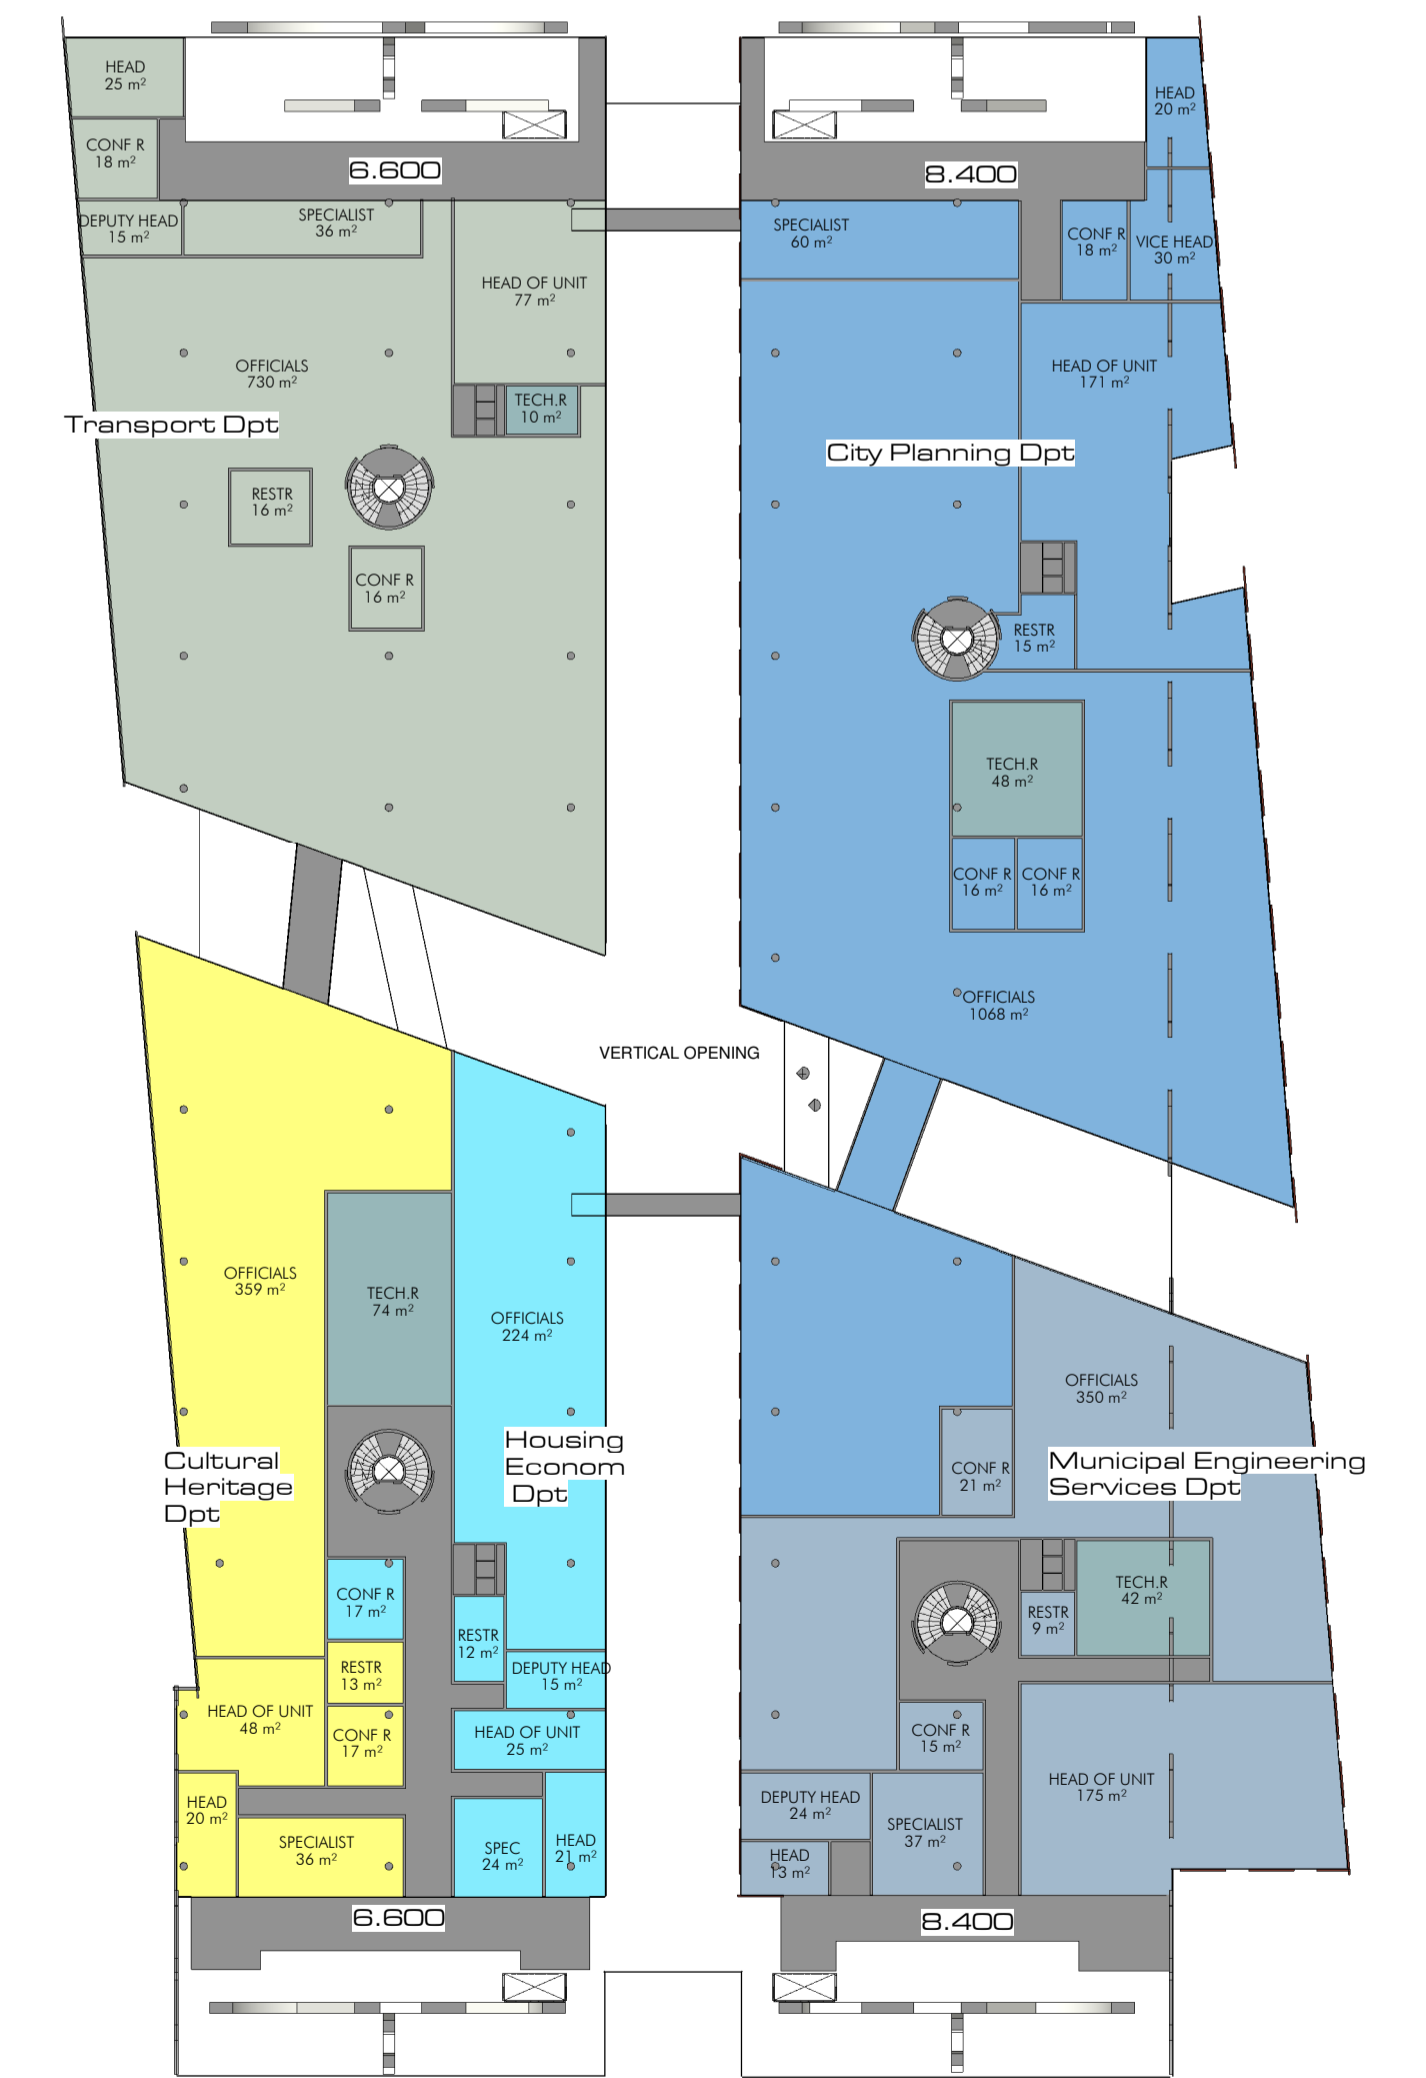 HEAD
25 m²
CONF R
18 m²
DEPUTY HEAD
15 m²
6.600
SPECIALIST
36 m²
HEAD OF UNIT
77 m²
OFFICIALS
730 m²
TECH.R
10 m²
Transport Dpt
RESTR
16 m²
CONF R
16 m²
HEAD
20 m²
8.400
SPECIALIST
60 m²
CONF R
18 m²
VICE HEAD
30 m²
HEAD OF UNIT
171 m²
City Planning Dpt
RESTR
15 m²
TECH.R
48 m²
CONF R
16 m²
CONF R
16 m²
OFFICIALS
1068 m²
VERTICAL OPENING
OFFICIALS
359 m²
TECH.R
74 m²
OFFICIALS
224 m²
Cultural
Heritage
Dpt
Housing
Econom
Dpt
CONF R
17 m²
RESTR
13 m²
RESTR
12 m²
DEPUTY HEAD
15 m²
HEAD OF UNIT
48 m²
CONF R
17 m²
HEAD OF UNIT
25 m²
HEAD
20 m²
SPECIALIST
36 m²
SPEC
24 m²
HEAD
21 m²
6.600
OFFICIALS
350 m²
CONF R
21 m²
Municipal Engineering
Services Dpt
TECH.R
42 m²
RESTR
9 m²
CONF R
15 m²
HEAD OF UNIT
175 m²
DEPUTY HEAD
24 m²
SPECIALIST
37 m²
HEAD
13 m²
8.400